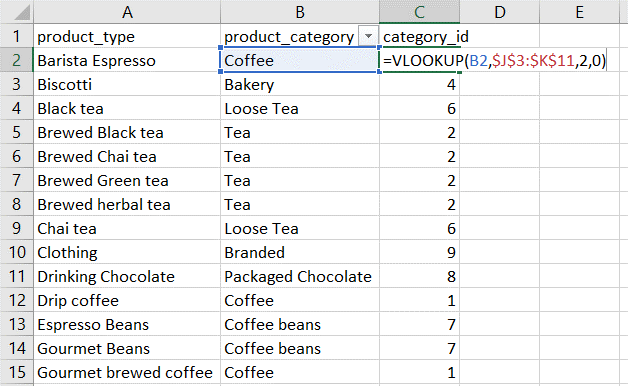 A B C D E
1 product_type product_category category_id
2 Barista Espresso Coffee =VLOOKUP(B2,$J$3:$K$11,2,0)
3 Biscotti Bakery 4
4 Black tea Loose Tea 6
5 Brewed Black tea Tea 2
6 Brewed Chai tea Tea 2
7 Brewed Green tea Tea 2
8 Brewed herbal tea Tea 2
9 Chai tea Loose Tea 6
10 Clothing Branded 9
11 Drinking Chocolate Packaged Chocolate 8
12 Drip coffee Coffee 1
13 Espresso Beans Coffee beans 7
14 Gourmet Beans Coffee beans 7
15 Gourmet brewed coffee Coffee 1